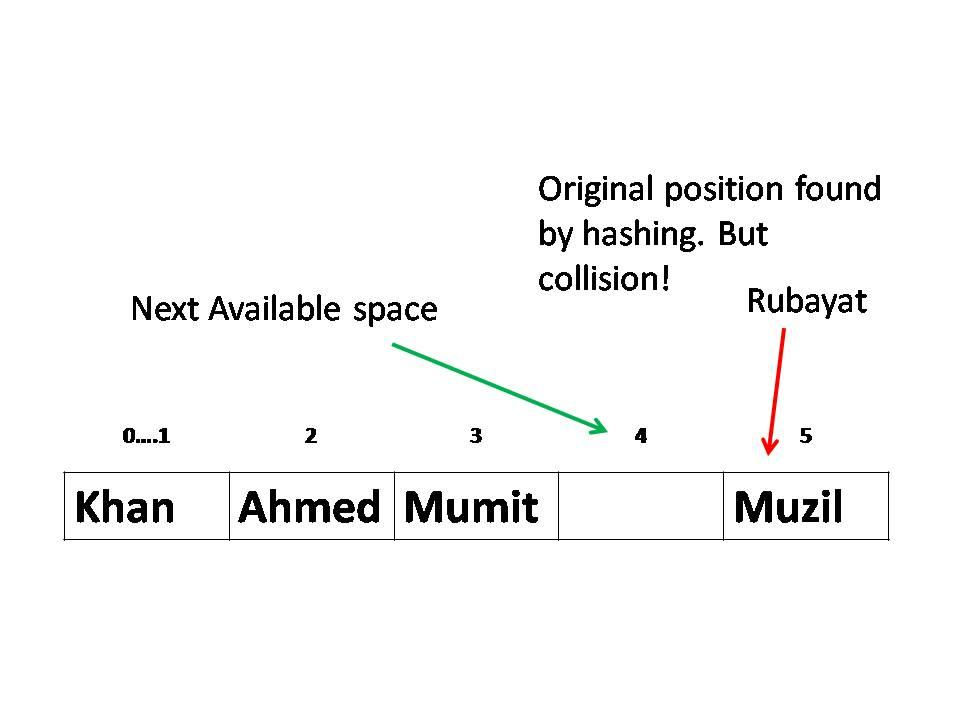 Original position found
by hashing. But
collision!
Rubayat
Next Available space
0....1 2 3 4 5
Khan Ahmed Mumit Muzil